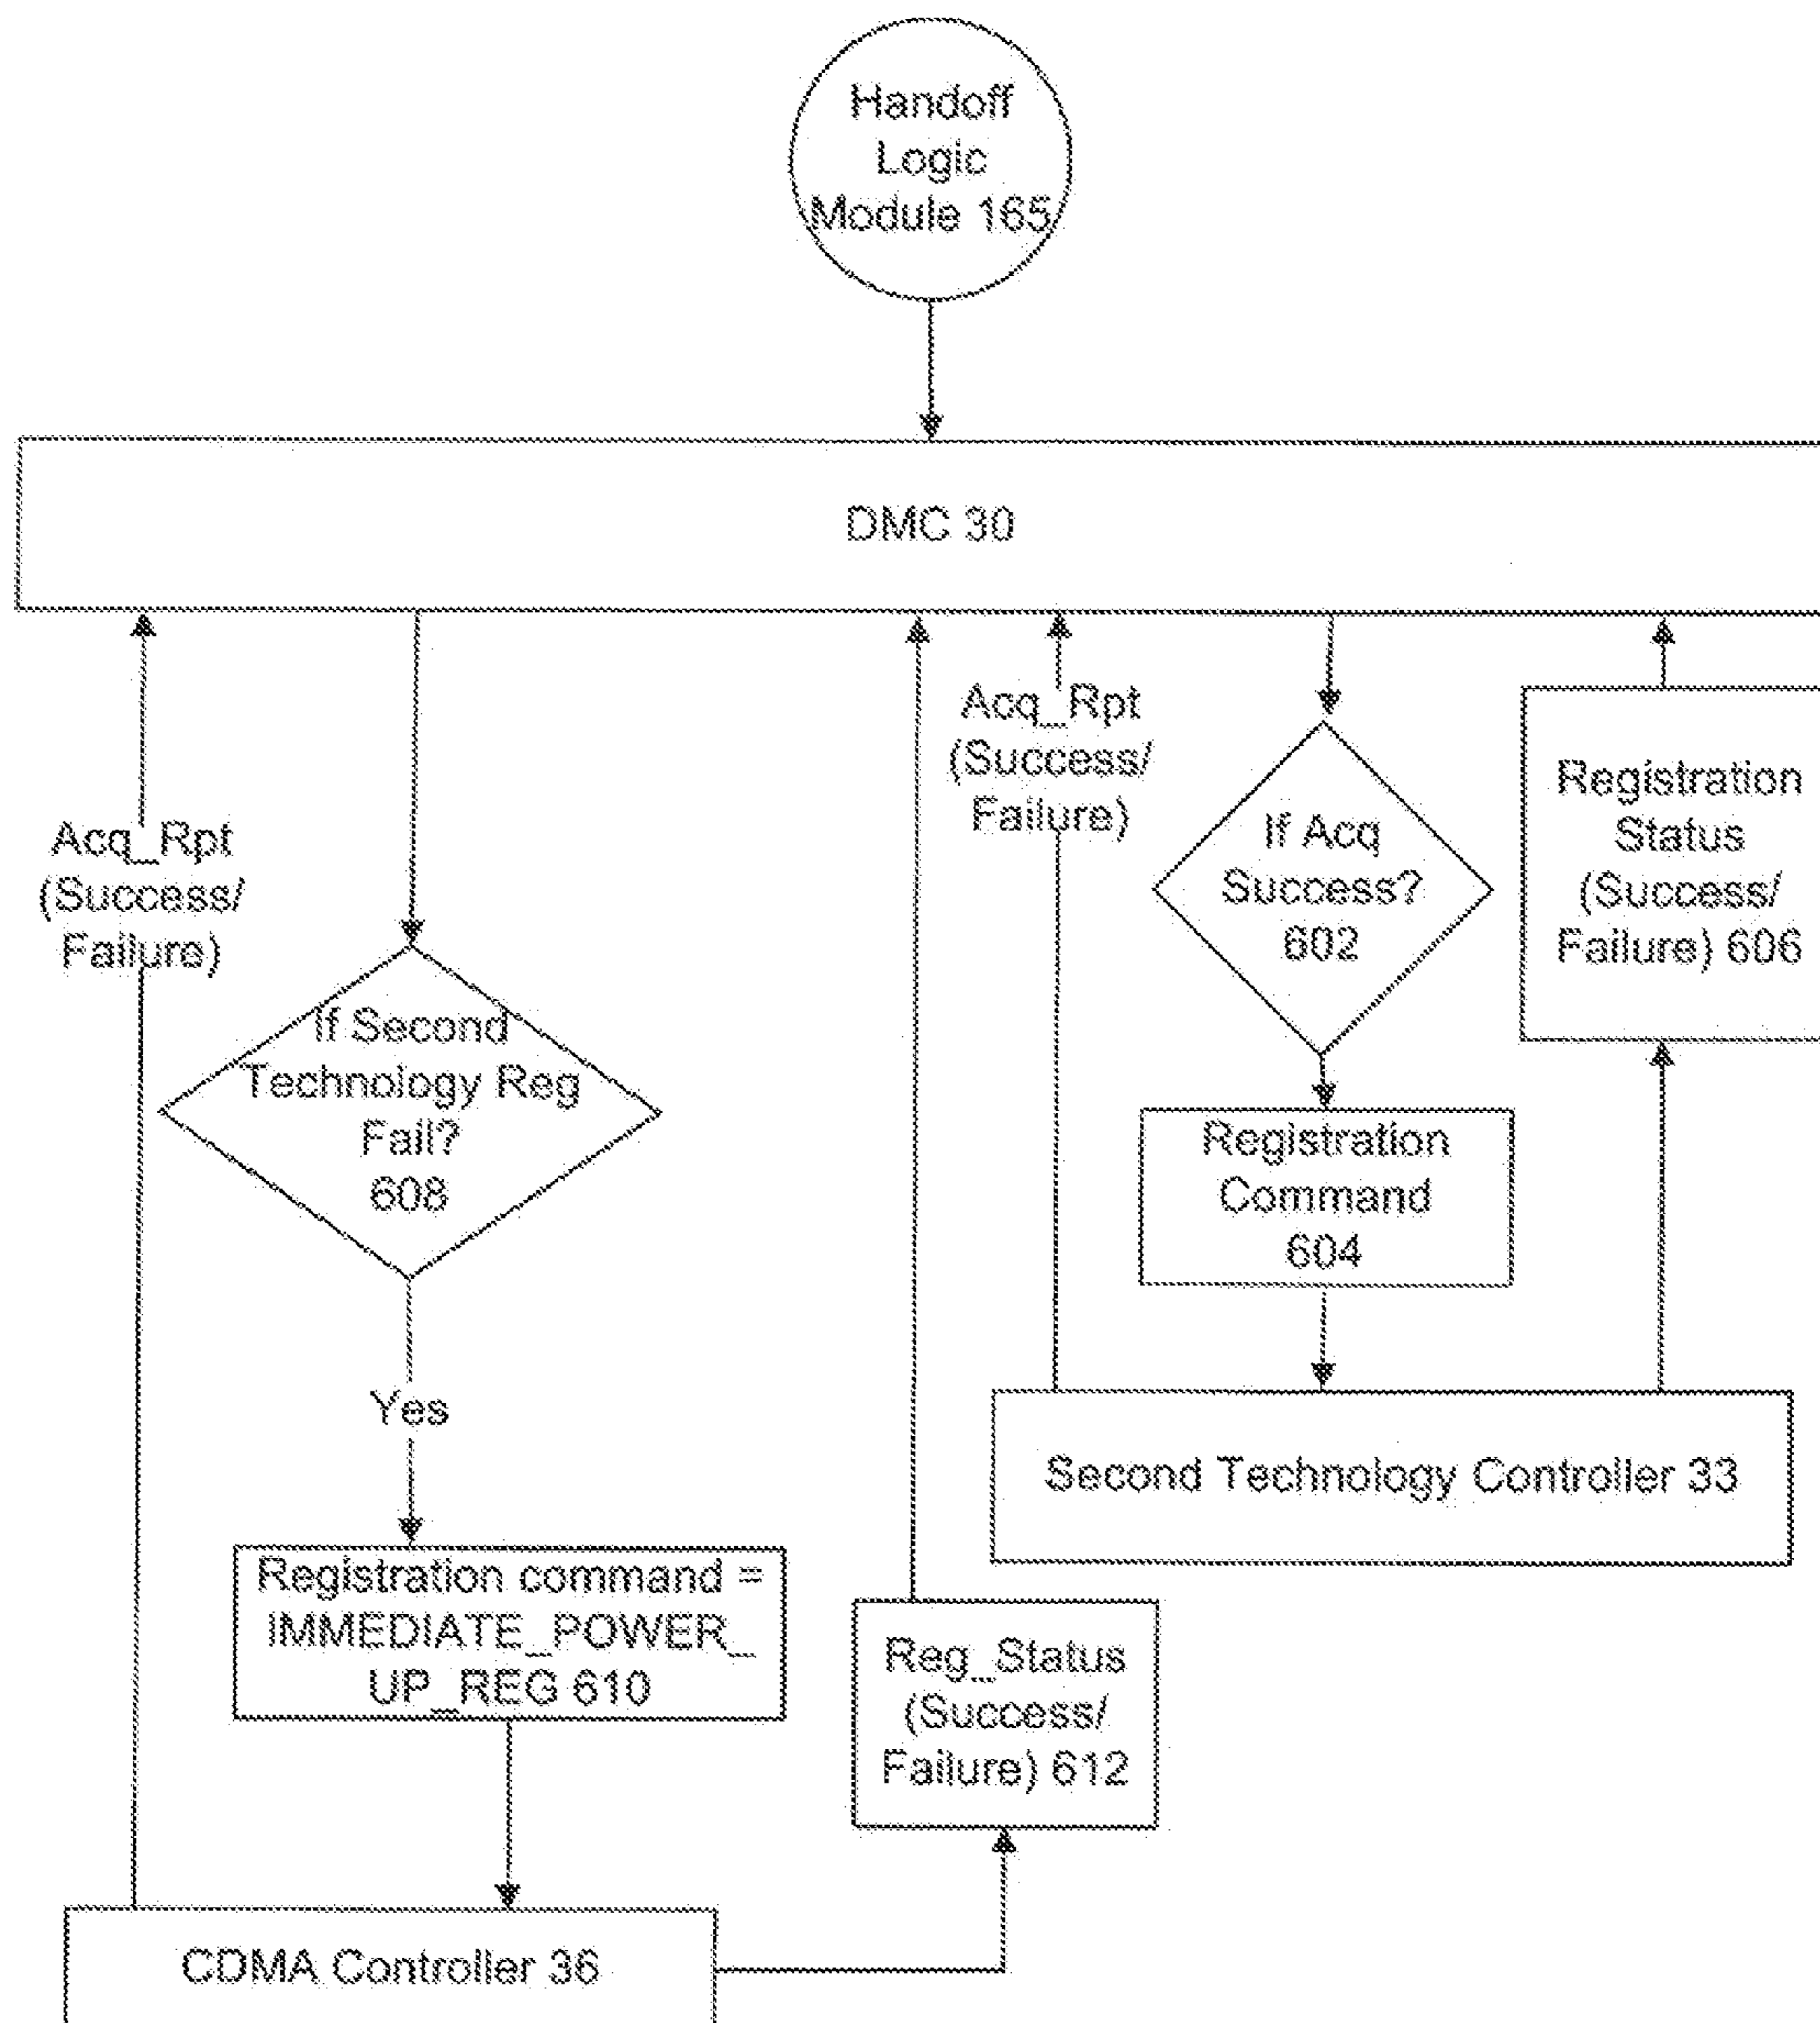 Handoff
Logic
Module 165
DMC 30
Acq_Rpt
(Success/
Failure)
If Second
Technology Reg
Fail?
608
Yes
Registration command =
IMMEDIATE_POWER_
UP_REG 610
CDMA Controller 36
Reg_Status
(Success/
Failure) 612
Acq_Rpt
(Success/
Failure)
If Acq
Success?
602
Registration
Command
604
Second Technology Controller 33
Registration
Status
(Success/
Failure) 606